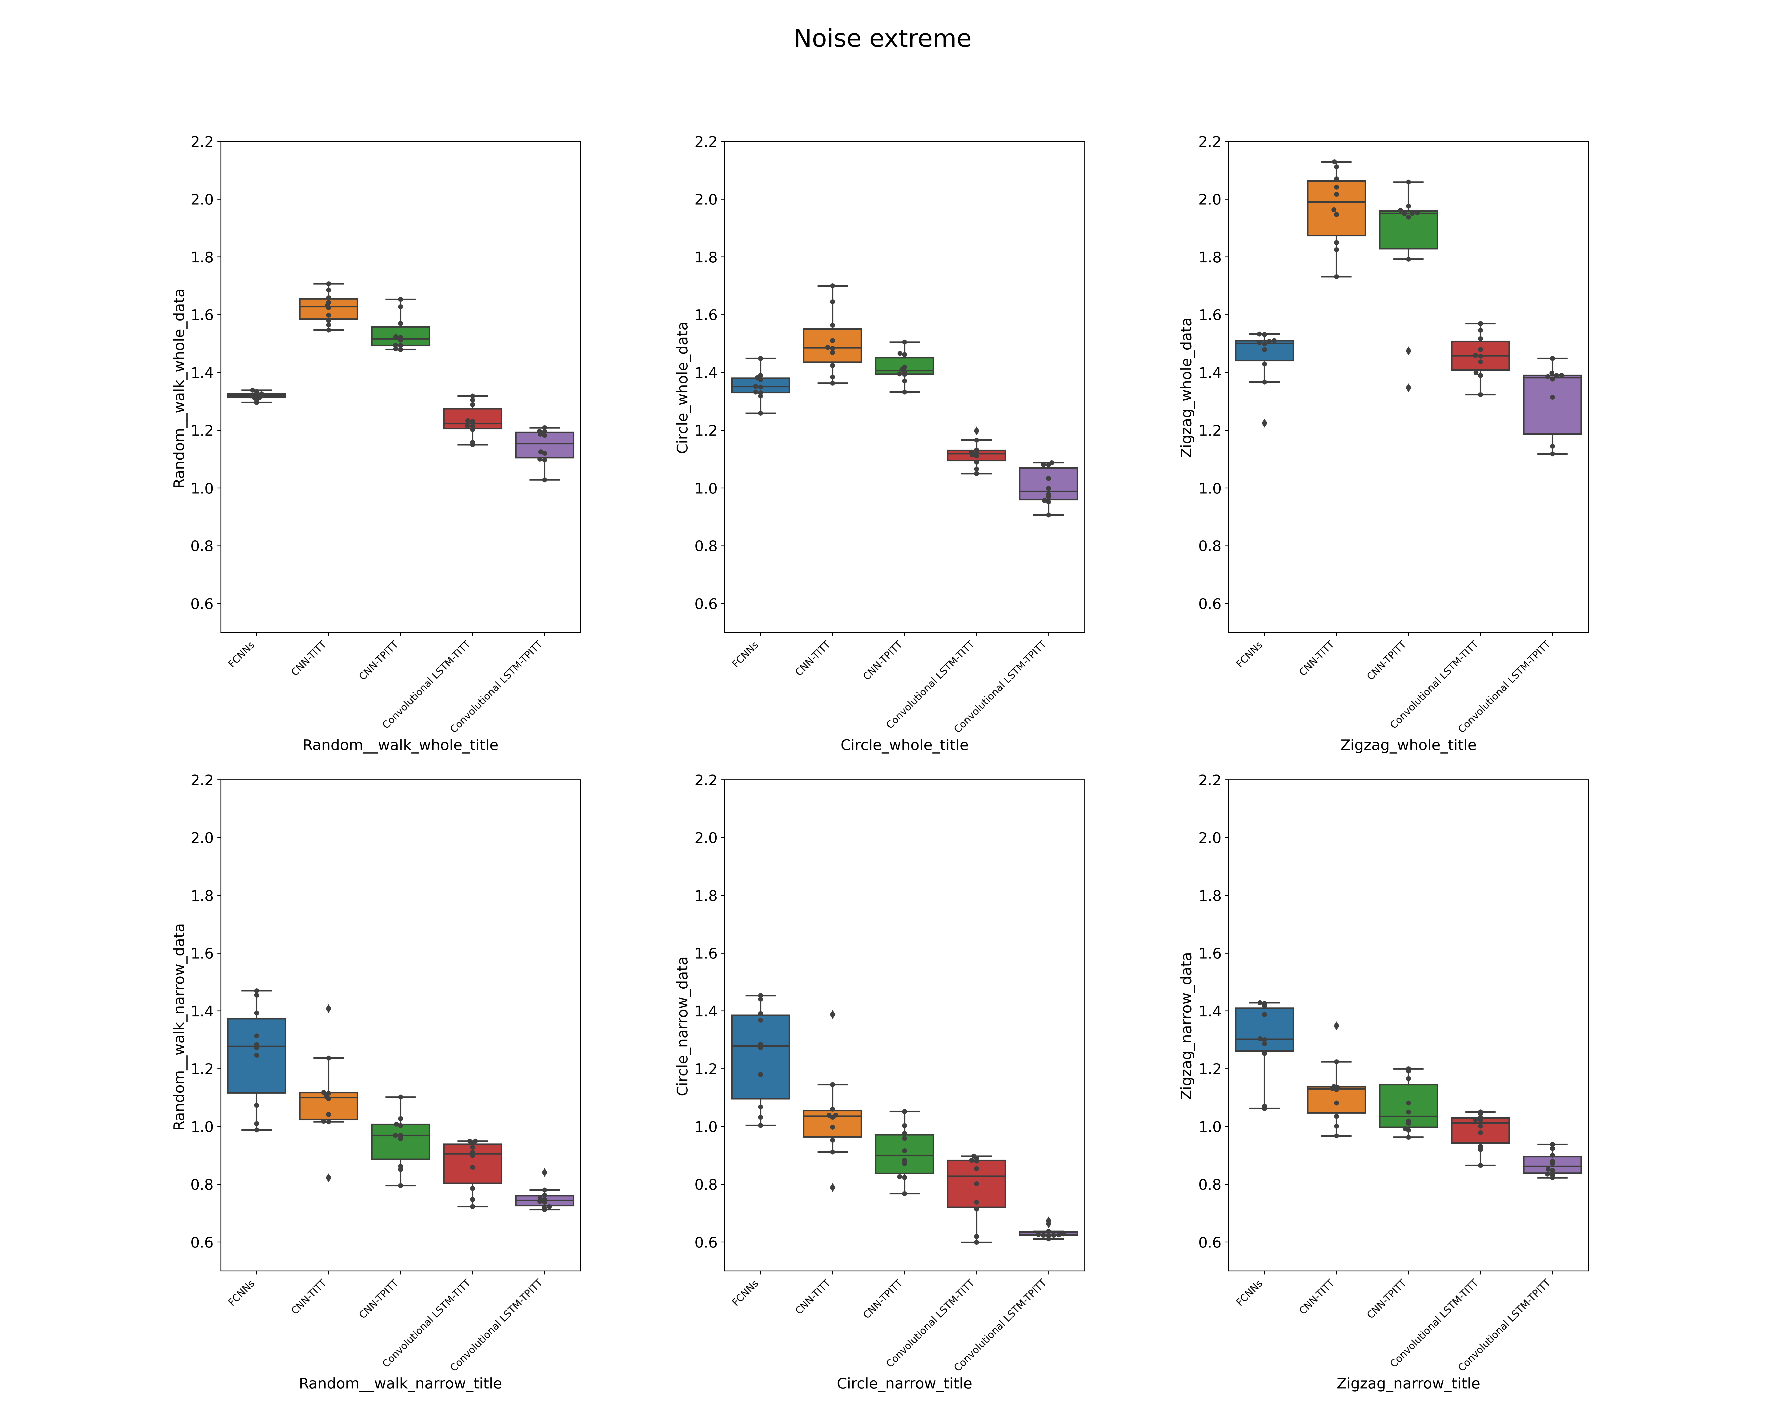 Noise extreme
Random__walk_whole_data
2.2
2.0
1.8
1.6
1.4
1.2
1.0
0.8
0.6
FCNNs
CNN-TITT
CNN-TPITT
Convolutional LSTM-TITT
Convolutional LSTM-TPITT
Random__walk_whole_title
Circle_whole_data
2.2
2.0
1.8
1.6
1.4
1.2
1.0
0.8
0.6
FCNNs
CNN-TITT
CNN-TPITT
Convolutional LSTM-TITT
Convolutional LSTM-TPITT
Circle_whole_title
Zigzag_whole_data
2.2
2.0
1.8
1.6
1.4
1.2
1.0
0.8
0.6
FCNNs
CNN-TITT
CNN-TPITT
Convolutional LSTM-TITT
Convolutional LSTM-TPITT
Zigzag_whole_title
Random__walk_narrow_data
2.2
2.0
1.8
1.6
1.4
1.2
1.0
0.8
0.6
FCNNs
CNN-TITT
CNN-TPITT
Convolutional LSTM-TITT
Convolutional LSTM-TPITT
Random__walk_narrow_title
Circle_narrow_data
2.2
2.0
1.8
1.6
1.4
1.2
1.0
0.8
0.6
FCNNs
CNN-TITT
CNN-TPITT
Convolutional LSTM-TITT
Convolutional LSTM-TPITT
Circle_narrow_title
Zigzag_narrow_data
2.2
2.0
1.8
1.6
1.4
1.2
1.0
0.8
0.6
FCNNs
CNN-TITT
CNN-TPITT
Convolutional LSTM-TITT
Convolutional LSTM-TPITT
Zigzag_narrow_title